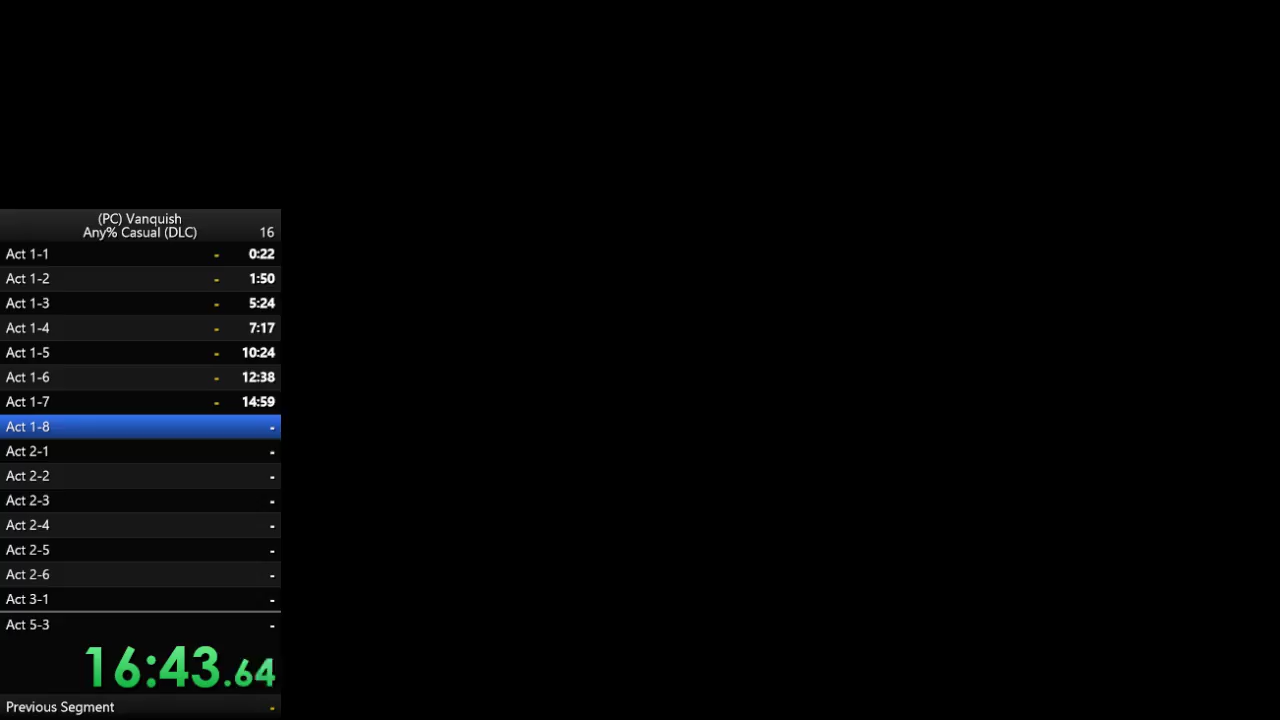 (PC) Vanquish
Any% Casual (DLC) 16
Act 1-1 - 0:22
Act 1-2 - 1:50
Act 1-3 - 5:24
Act 1-4 - 7:17
Act 1-5 - 10:24
Act 1-6 - 12:38
Act 1-7 - 14:59
Act 1-8 -
Act 2-1 -
Act 2-2 -
Act 2-3 -
Act 2-4 -
Act 2-5 -
Act 2-6 -
Act 3-1 -
Act 5-3 -
16:43.64
Previous Segment -